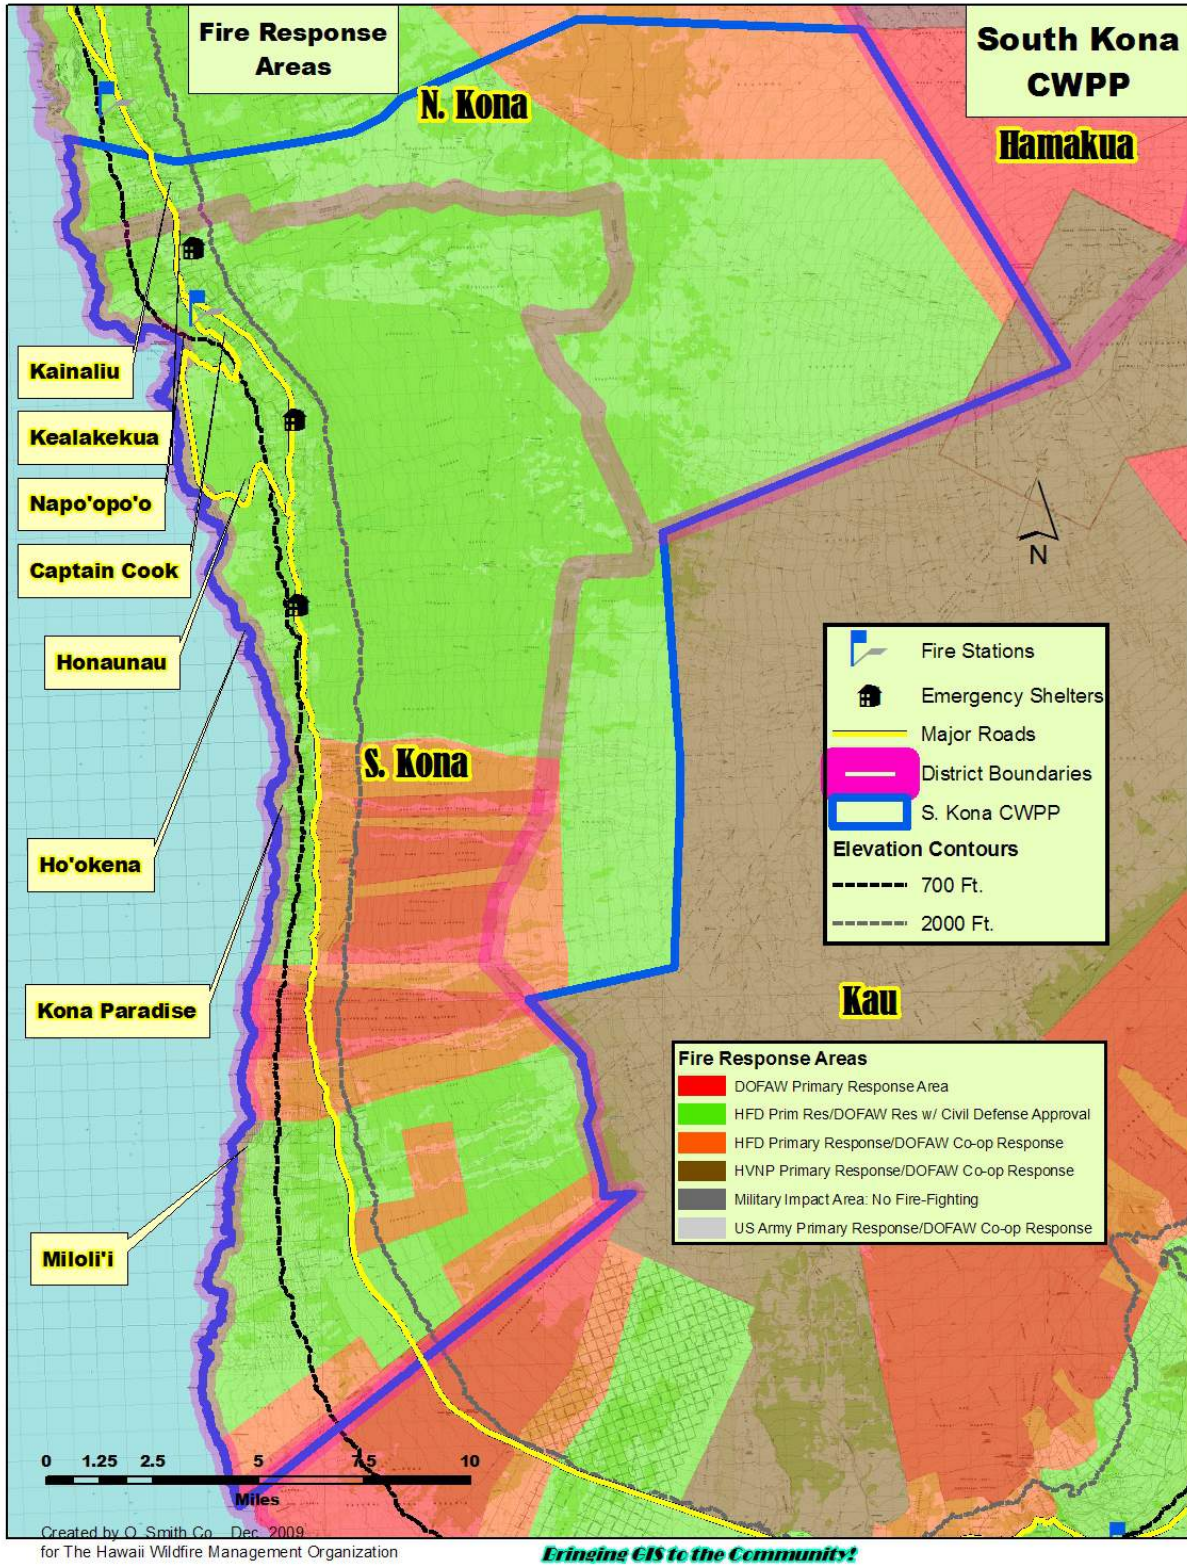 Fire Response
Areas
South Kona
CWPP
N. Kona
Hamakua
Kainaliu
Kealakekua
Napo'opo'o
Captain Cook
Honaunau
Ho'okena
Kona Paradise
Miloli'i
S. Kona
Kau
N
Fire Stations
Emergency Shelters
Major Roads
District Boundaries
S. Kona CWPP
Elevation Contours
700 Ft.
2000 Ft.
Fire Response Areas
DOFAW Primary Response Area
HFD Prim Res/DOFAW Res w/ Civil Defense Approval
HFD Primary Response/DOFAW Co-op Response
HVNP Primary Response/DOFAW Co-op Response
Military Impact Area: No Fire-Fighting
US Army Primary Response/DOFAW Co-op Response
0 1.25 2.5 5 7.5 10
Miles
Created by O. Smith Co. Dec. 2009
for The Hawaii Wildfire Management Organization
Bringing GIS to the Community!